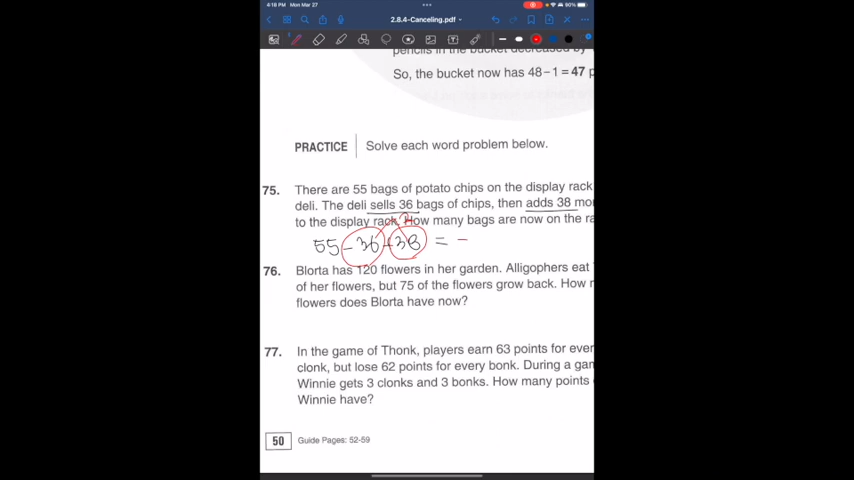 4:18 PM Mon Mar 27
90%
2.8.4-Canceling.pdf
pencils in the bucket decreased by
So, the bucket now has 48 – 1 = 47 p
PRACTICE Solve each word problem below.
75. There are 55 bags of potato chips on the display rack
deli. The deli sells 36 bags of chips, then adds 38 mo
to the display rack. How many bags are now on the ra
55 - 36 + 38 = -
76. Blorta has 120 flowers in her garden. Alligophers eat
of her flowers, but 75 of the flowers grow back. How
flowers does Blorta have now?
77. In the game of Thonk, players earn 63 points for ever
clonk, but lose 62 points for every bonk. During a gam
Winnie gets 3 clonks and 3 bonks. How many points
Winnie have?
50 Guide Pages: 52-59